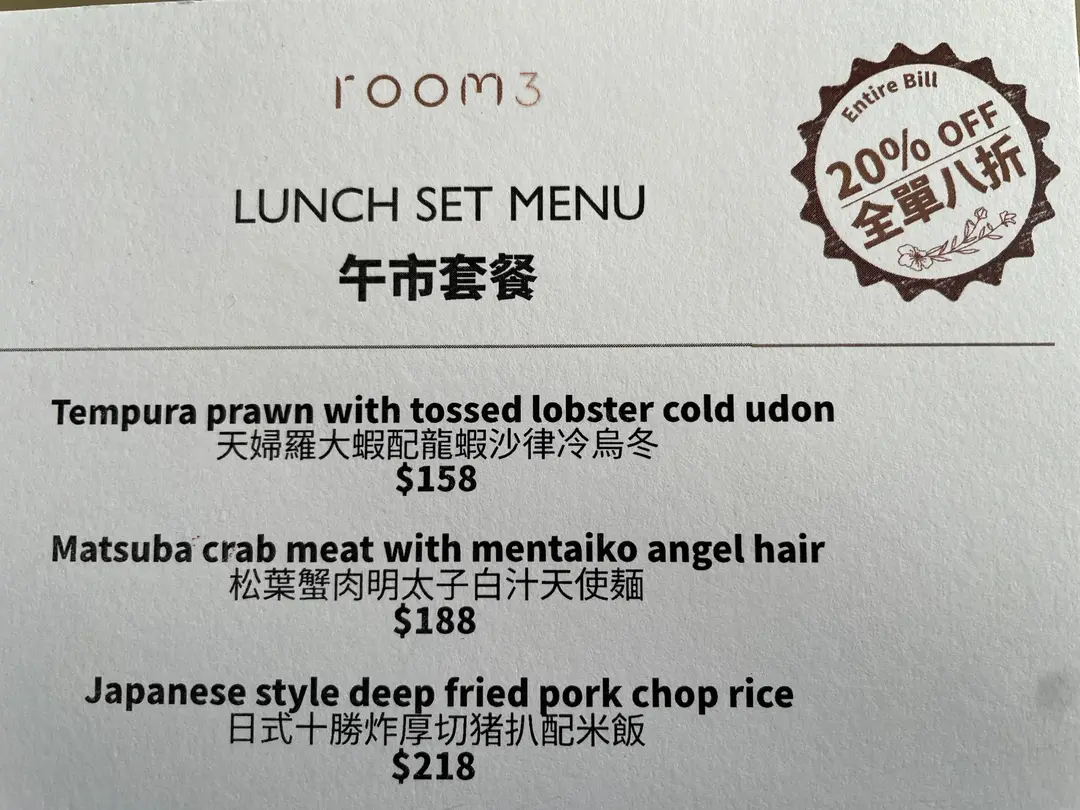 room3
Entire Bill
20% OFF
全單八折
LUNCH SET MENU
午市套餐
Tempura prawn with tossed lobster cold udon
天婦羅大蝦配龍蝦沙律冷烏冬
$158
Matsuba crab meat with mentaiko angel hair
松葉蟹肉明太子白汁天使麵
$188
Japanese style deep fried pork chop rice
日式十勝炸厚切猪扒配米飯
$218